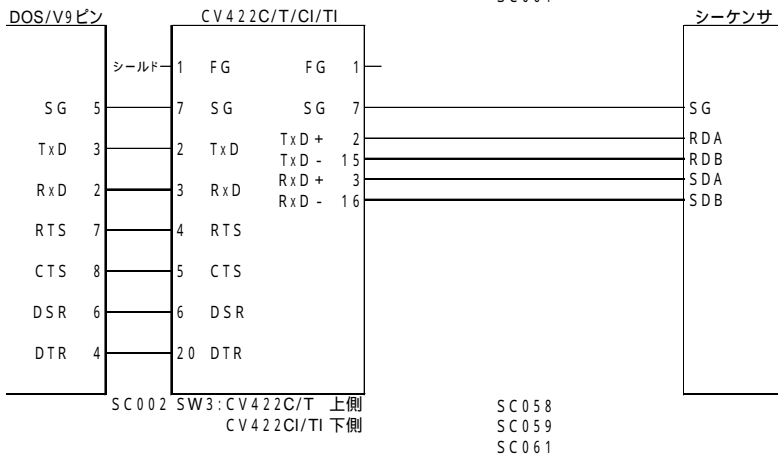 DOS/V9ピン CV422C/T/CI/TI シーケンサ
シールド 1 FG FG 1
SG 5 7 SG SG 7 SG
TxD 3 2 TxD TxD+ 2 RDA
TxD- 15 RDB
RxD 2 3 RxD RxD+ 3 SDA
RxD- 16 SDB
RTS 7 4 RTS
CTS 8 5 CTS
DSR 6 6 DSR
DTR 4 20 DTR
SC002 SW3:CV422C/T 上側 SC058
CV422CI/TI 下側 SC059
SC061